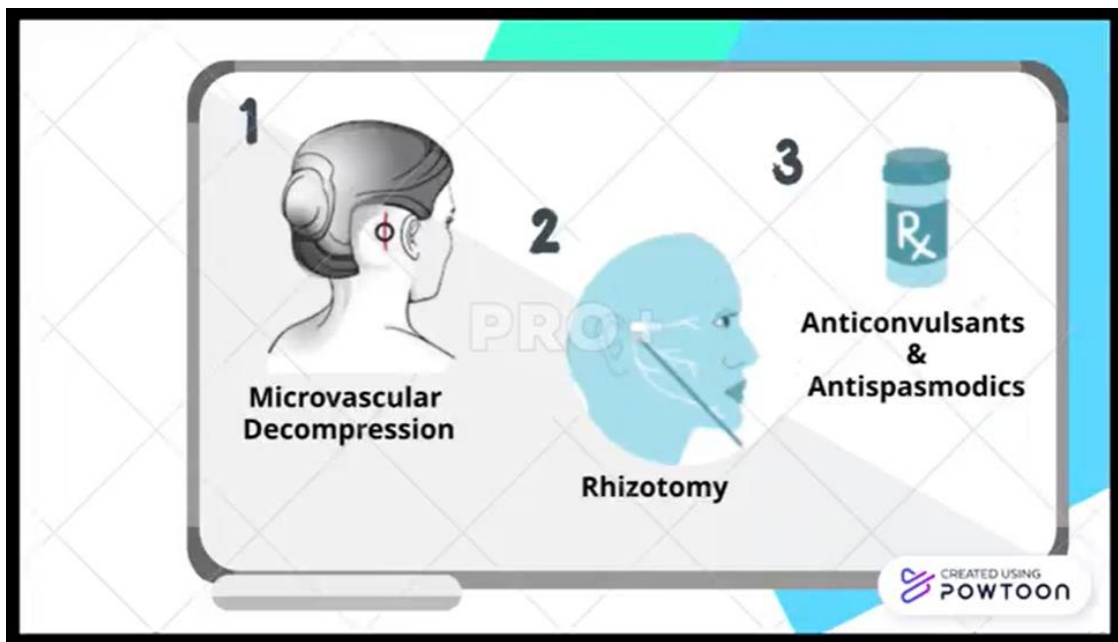 1
Microvascular
Decompression
2
Rhizotomy
3
Rx
Anticonvulsants
&
Antispasmodics
PRO+
CREATED USING
POWTOON